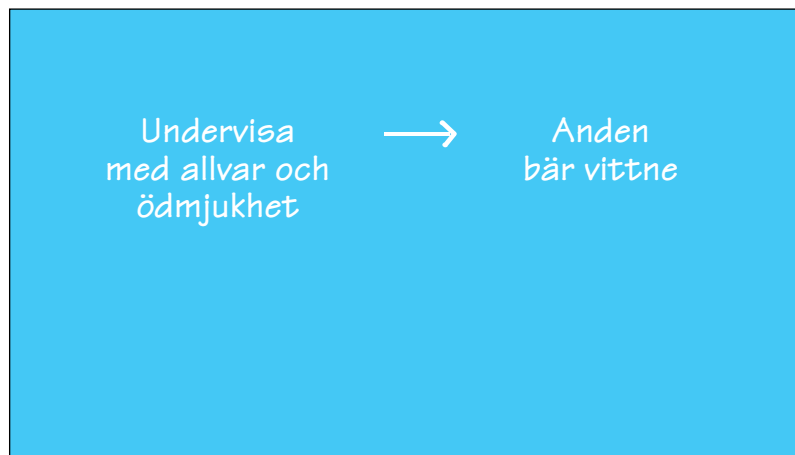 Undervisa
med allvar och
ödmjukhet
→
Anden
bär vittne